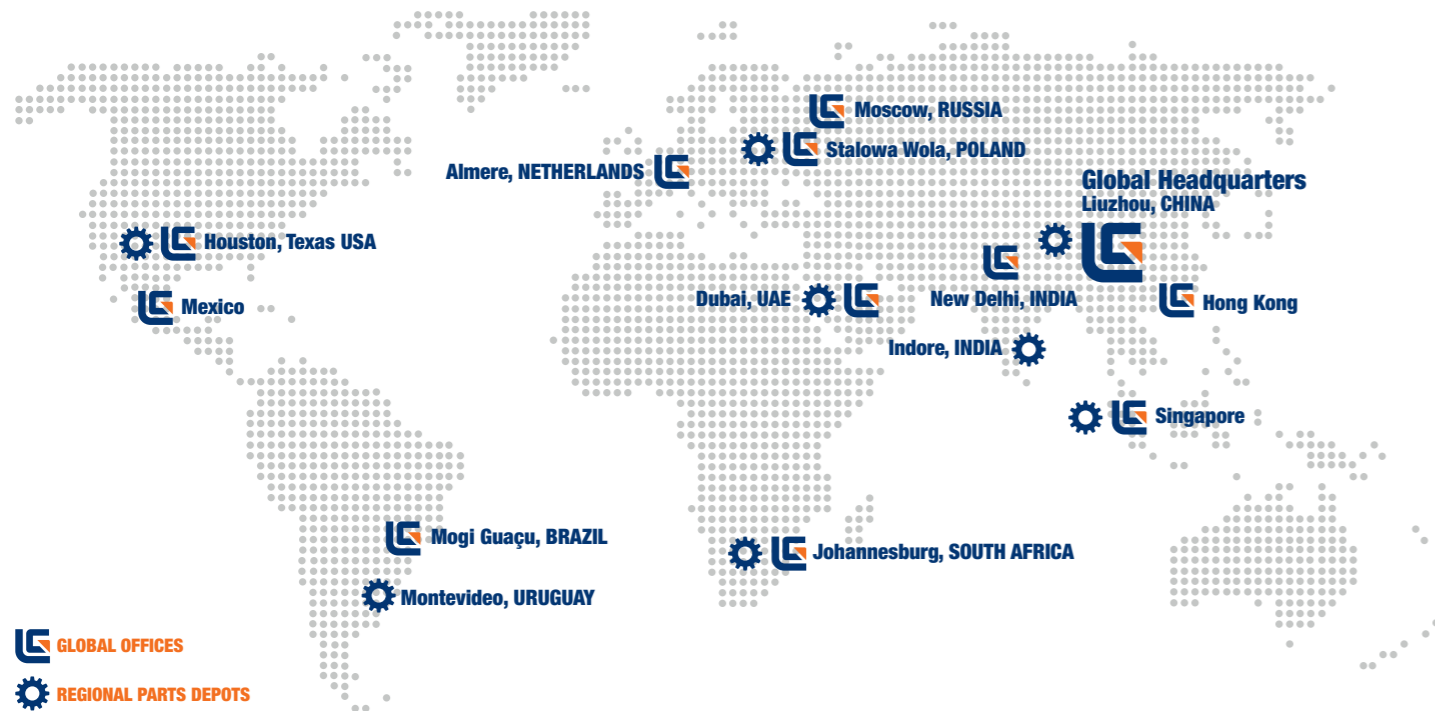 Moscow, RUSSIA
Stalowa Wola, POLAND
Almere, NETHERLANDS
Global Headquarters
Liuzhou, CHINA
Houston, Texas USA
Mexico
Dubai, UAE
New Delhi, INDIA
Hong Kong
Indore, INDIA
Singapore
Mogi Guaçu, BRAZIL
Johannesburg, SOUTH AFRICA
Montevideo, URUGUAY
GLOBAL OFFICES
REGIONAL PARTS DEPOTS